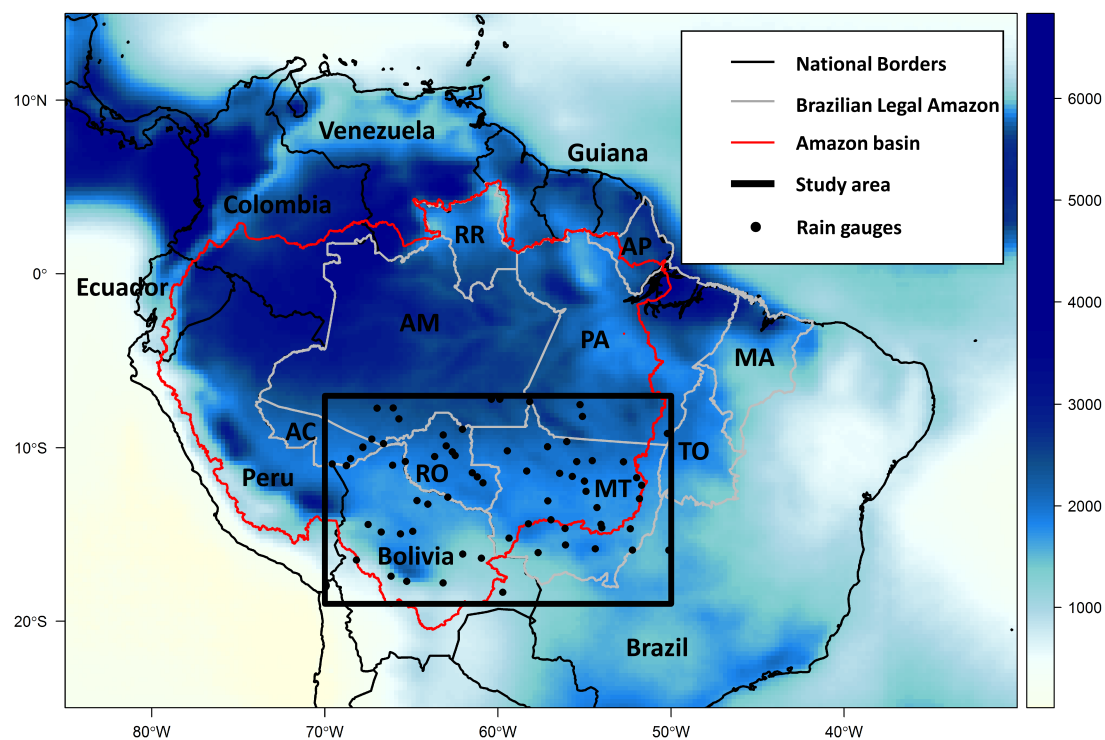 National Borders
Brazilian Legal Amazon
Amazon basin
Study area
Rain gauges
10°N
0°
10°S
20°S
80°W
70°W
60°W
50°W
40°W
6000
5000
4000
3000
2000
1000
Venezuela
Guiana
Colombia
RR
AP
Ecuador
AM
PA
MA
AC
TO
Peru
RO
MT
Bolivia
Brazil